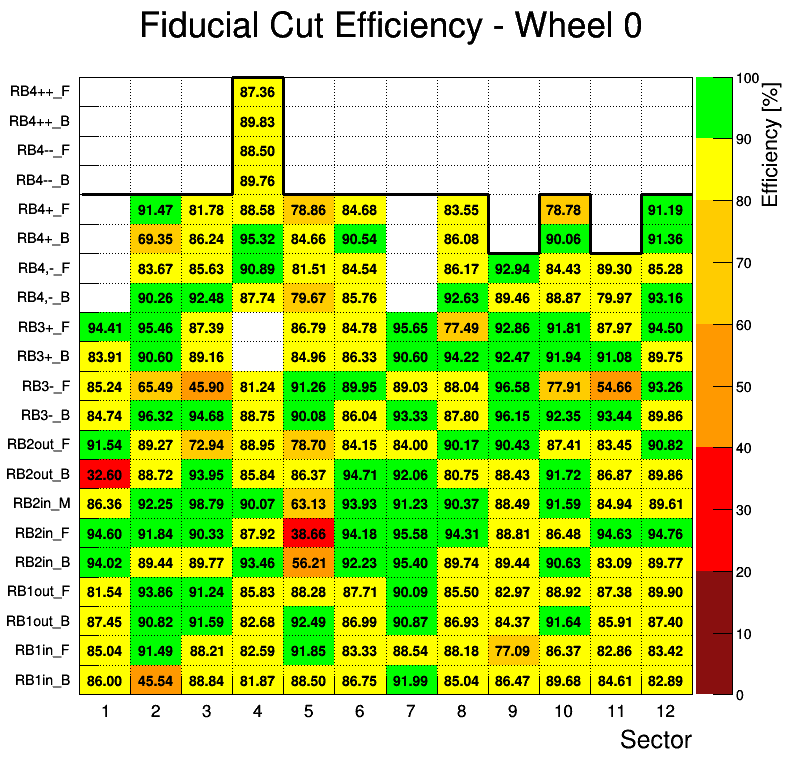 Fiducial Cut Efficiency - Wheel 0
RB4++_F 87.36
RB4++_B 89.83
RB4--_F 88.50
RB4--_B 89.76
RB4+_F 91.47 81.78 88.58 78.86 84.68 83.55 78.78 91.19
RB4+_B 69.35 86.24 95.32 84.66 90.54 86.08 90.06 91.36
RB4,-_F 83.67 85.63 90.89 81.51 84.54 86.17 92.94 84.43 89.30 85.28
RB4,-_B 90.26 92.48 87.74 79.67 85.76 92.63 89.46 88.87 79.97 93.16
RB3+_F 94.41 95.46 87.39 86.79 84.78 95.65 77.49 92.86 91.81 87.97 94.50
RB3+_B 83.91 90.60 89.16 84.96 86.33 90.60 94.22 92.47 91.94 91.08 89.75
RB3-_F 85.24 65.49 45.90 81.24 91.26 89.95 89.03 88.04 96.58 77.91 54.66 93.26
RB3-_B 84.74 96.32 94.68 88.75 90.08 86.04 93.33 87.80 96.15 92.35 93.44 89.86
RB2out_F 91.54 89.27 72.94 88.95 78.70 84.15 84.00 90.17 90.43 87.41 83.45 90.82
RB2out_B 32.60 88.72 93.95 85.84 86.37 94.71 92.06 80.75 88.43 91.72 86.87 89.86
RB2in_M 86.36 92.25 98.79 90.07 63.13 93.93 91.23 90.37 88.49 91.59 84.94 89.61
RB2in_F 94.60 91.84 90.33 87.92 38.66 94.18 95.58 94.31 88.81 86.48 94.63 94.76
RB2in_B 94.02 89.44 89.77 93.46 56.21 92.23 95.40 89.74 89.44 90.63 83.09 89.77
RB1out_F 81.54 93.86 91.24 85.83 88.28 87.71 90.09 85.50 82.97 88.92 87.38 89.90
RB1out_B 87.45 90.82 91.59 82.68 92.49 86.99 90.87 86.93 84.37 91.64 85.91 87.40
RB1in_F 85.04 91.49 88.21 82.59 91.85 83.33 88.54 88.18 77.09 86.37 82.86 83.42
RB1in_B 86.00 45.54 88.84 81.87 88.50 86.75 91.99 85.04 86.47 89.68 84.61 82.89
1 2 3 4 5 6 7 8 9 10 11 12
Sector
100
90
80
70
60
50
40
30
20
10
0
Efficiency [%]